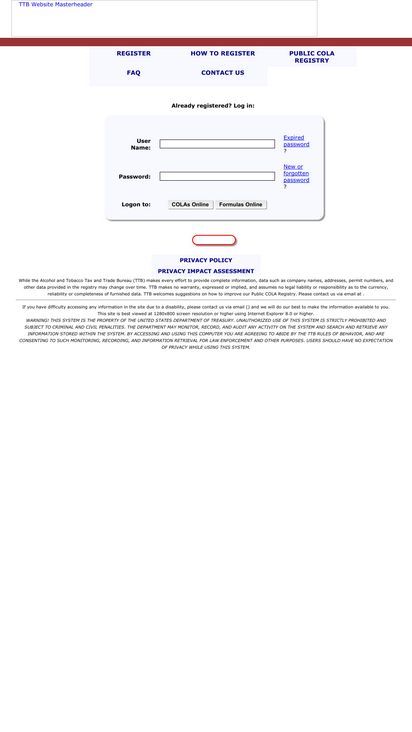 TTB Website Masterheader
REGISTER HOW TO REGISTER PUBLIC COLA
REGISTRY
FAQ CONTACT US
Already registered? Log in:
User
Name:
Expired
password
?
Password:
New or
forgotten
password
?
Logon to: COLAs Online Formulas Online
PRIVACY POLICY
PRIVACY IMPACT ASSESSMENT
While the Alcohol and Tobacco Tax and Trade Bureau (TTB) makes every effort to provide complete information, data such as company names, addresses, permit numbers, and
other data provided in the registry may change over time. TTB makes no warranty, expressed or implied, and assumes no legal liability or responsibility as to the currency,
reliability or completeness of furnished data. TTB welcomes suggestions on how to improve our Public COLA Registry. Please contact us via email at .
If you have difficulty accessing any information in the site due to a disability, please contact us via email () and we will do our best to make the information available to you.
This site is best viewed at 1280x800 screen resolution or higher using Internet Explorer 8.0 or higher.
WARNING! THIS SYSTEM IS THE PROPERTY OF THE UNITED STATES DEPARTMENT OF TREASURY. UNAUTHORIZED USE OF THIS SYSTEM IS STRICTLY PROHIBITED AND
SUBJECT TO CRIMINAL AND CIVIL PENALTIES. THE DEPARTMENT MAY MONITOR, RECORD, AND AUDIT ANY ACTIVITY ON THE SYSTEM AND SEARCH AND RETRIEVE ANY
INFORMATION STORED WITHIN THE SYSTEM. BY ACCESSING AND USING THIS COMPUTER YOU ARE AGREEING TO ABIDE BY THE TTB RULES OF BEHAVIOR, AND ARE
CONSENTING TO SUCH MONITORING, RECORDING, AND INFORMATION RETRIEVAL FOR LAW ENFORCEMENT AND OTHER PURPOSES. USERS SHOULD HAVE NO EXPECTATION
OF PRIVACY WHILE USING THIS SYSTEM.